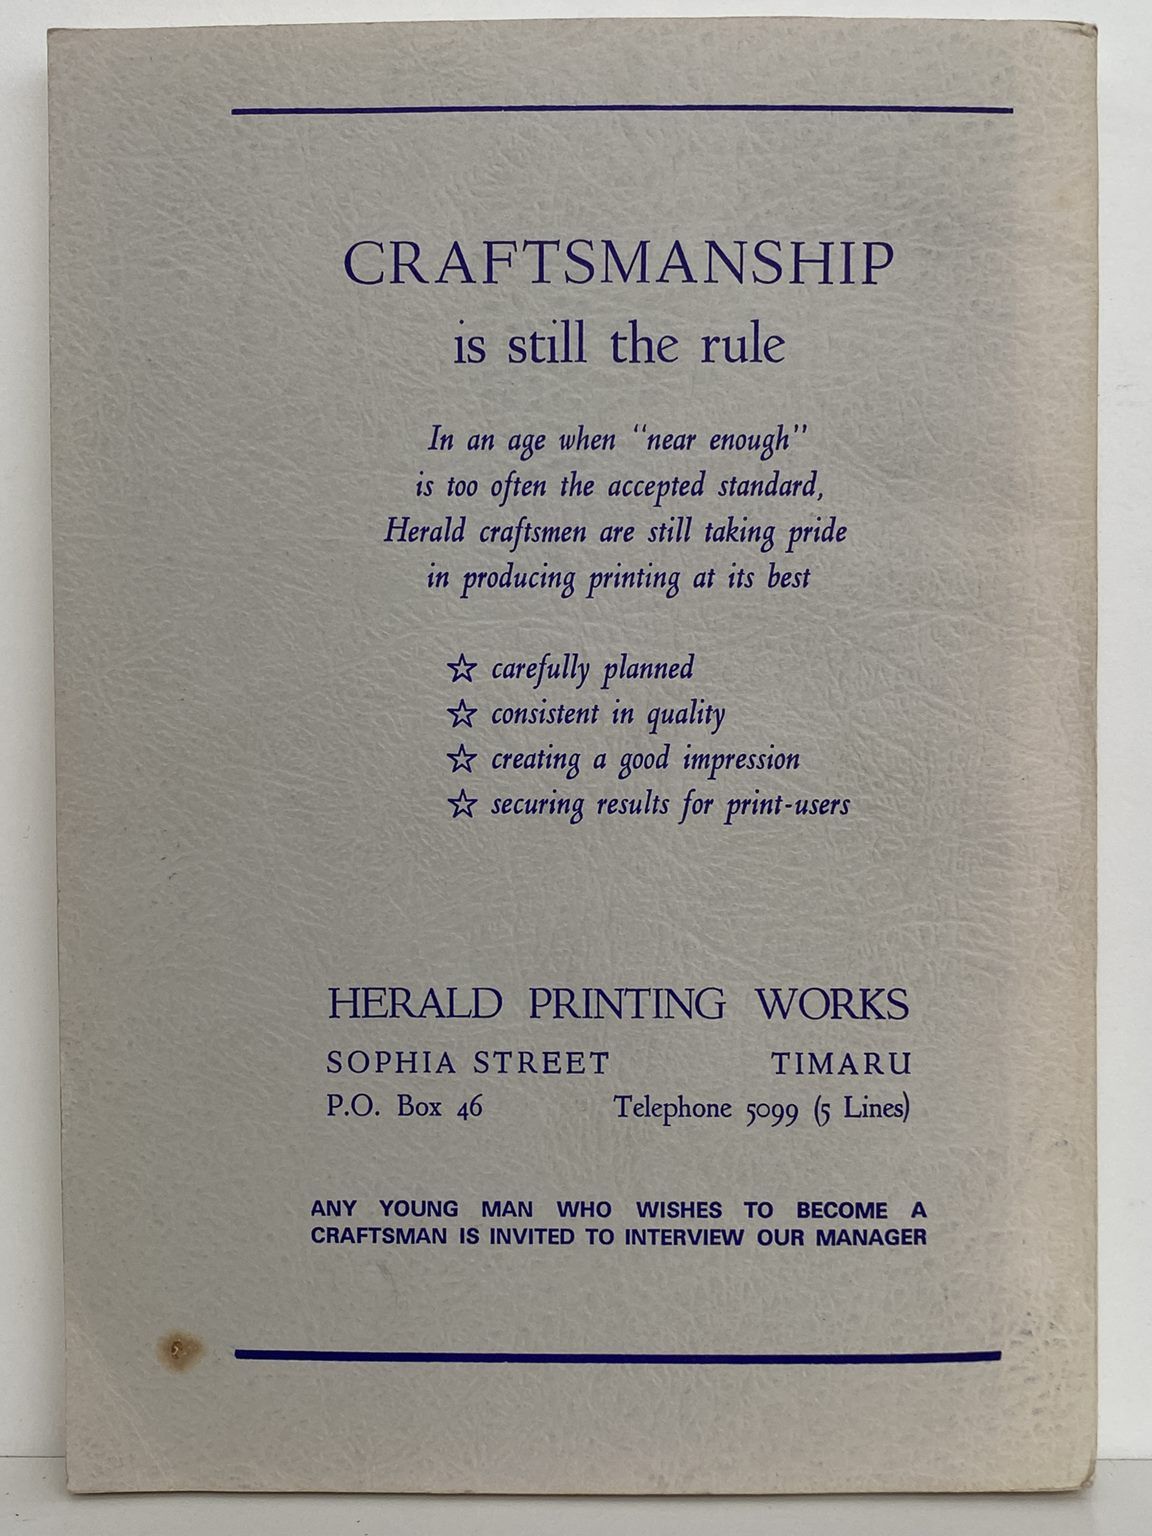 CRAFTSMANSHIP
is still the rule
In an age when "near enough"
is too often the accepted standard,
Herald craftsmen are still taking pride
in producing printing at its best
☆ carefully planned
☆ consistent in quality
☆ creating a good impression
☆ securing results for print-users
HERALD PRINTING WORKS
SOPHIA STREET TIMARU
P.O. Box 46 Telephone 5099 (5 Lines)
ANY YOUNG MAN WHO WISHES TO BECOME A
CRAFTSMAN IS INVITED TO INTERVIEW OUR MANAGER